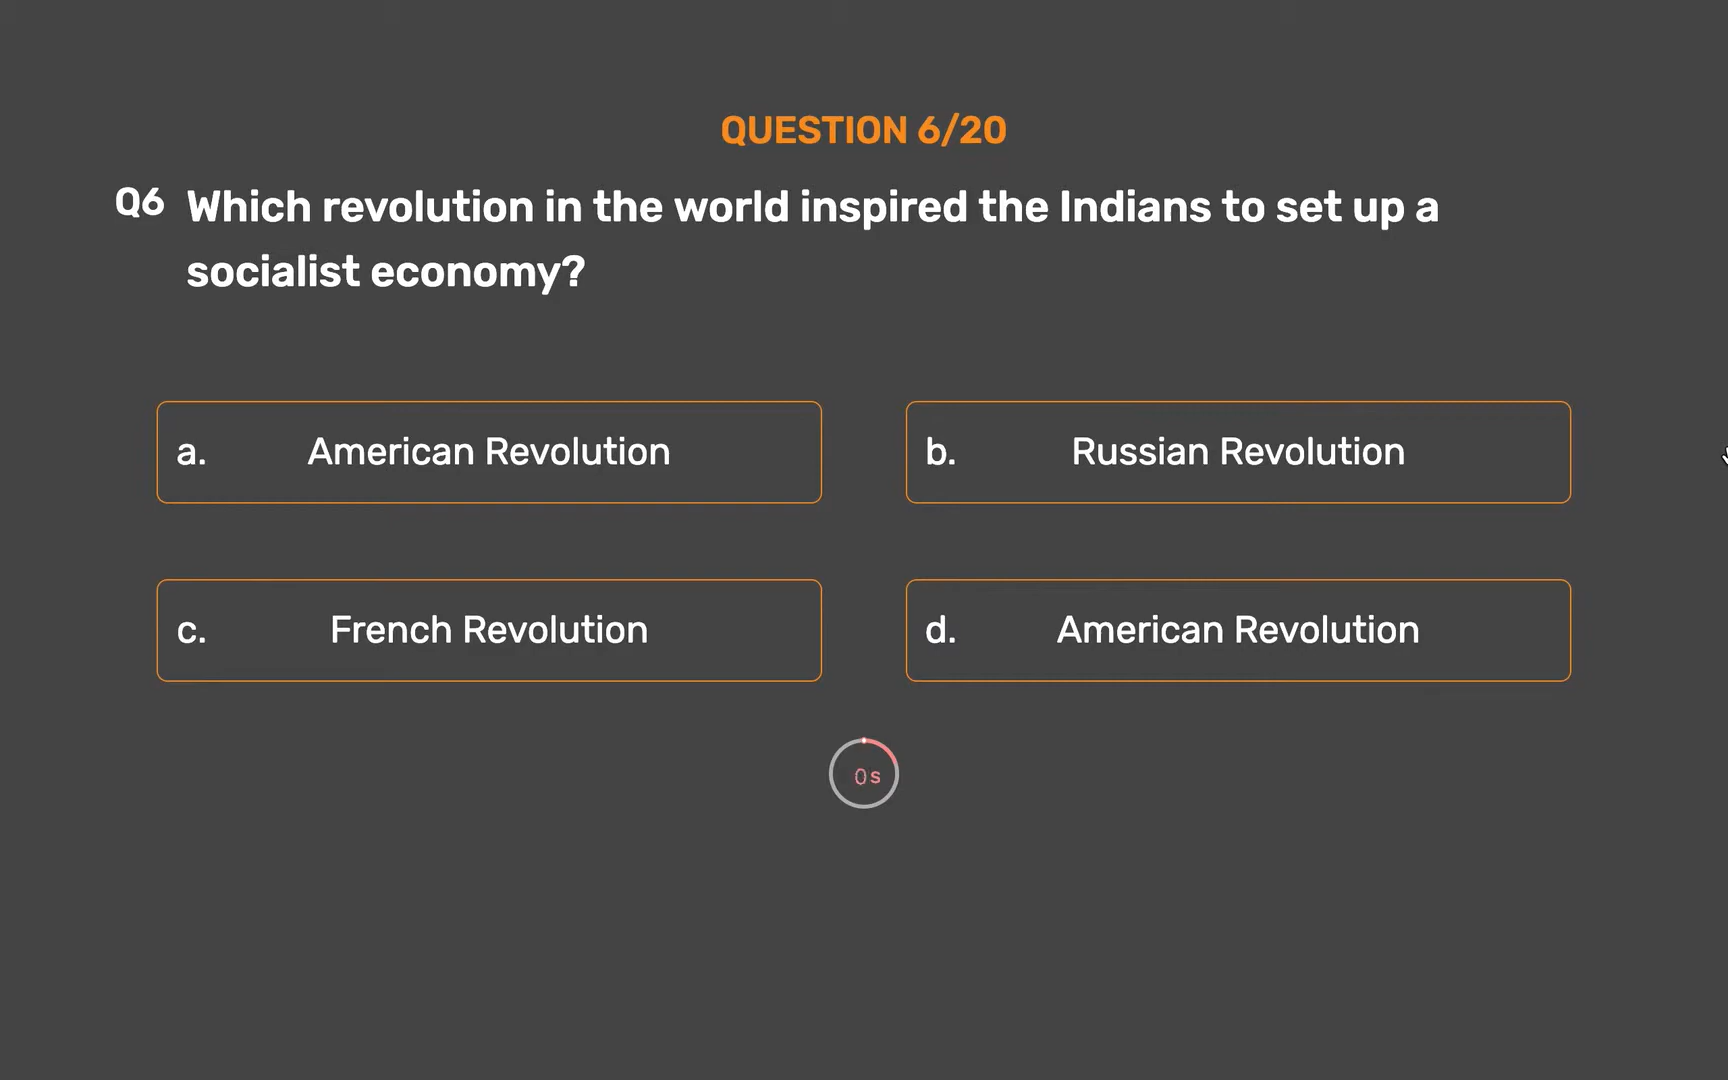 QUESTION 6/20
Q6 Which revolution in the world inspired the Indians to set up a
socialist economy?
a. American Revolution
b. Russian Revolution
c. French Revolution
d. American Revolution
0s